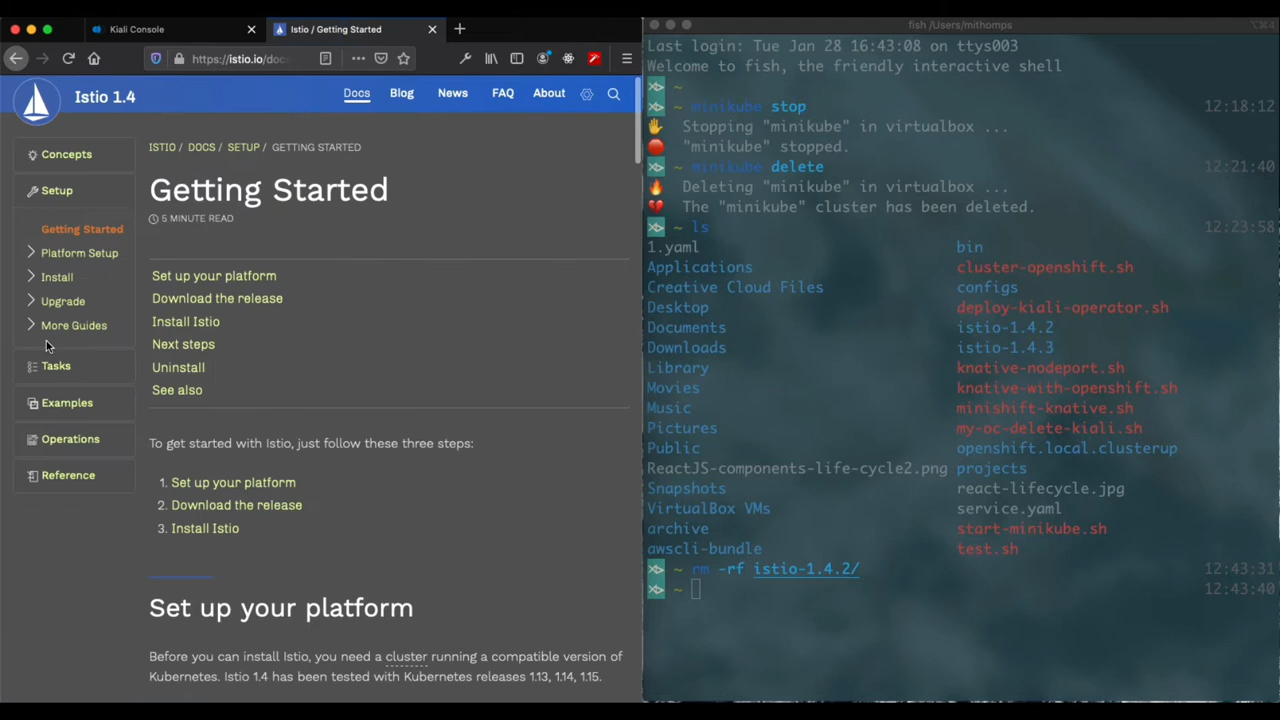 Kiali Console
Istio / Getting Started
https://istio.io/docs
Istio 1.4
Docs
Blog
News
FAQ
About
Concepts
Setup
Getting Started
Platform Setup
Install
Upgrade
More Guides
Tasks
Examples
Operations
Reference
ISTIO / DOCS / SETUP / GETTING STARTED
Getting Started
5 MINUTE READ
Set up your platform
Download the release
Install Istio
Next steps
Uninstall
See also
To get started with Istio, just follow these three steps:
1. Set up your platform
2. Download the release
3. Install Istio
Set up your platform
Before you can install Istio, you need a cluster running a compatible version of
Kubernetes. Istio 1.4 has been tested with Kubernetes releases 1.13, 1.14, 1.15.
fish /Users/mithomps
Last login: Tue Jan 28 16:43:08 on ttys003
Welcome to fish, the friendly interactive shell
~
~ minikube stop 12:18:12
Stopping "minikube" in virtualbox ...
"minikube" stopped.
~ minikube delete 12:21:40
Deleting "minikube" in virtualbox ...
The "minikube" cluster has been deleted.
~ ls 12:23:58
1.yaml bin
Applications cluster-openshift.sh
Creative Cloud Files configs
Desktop deploy-kiali-operator.sh
Documents istio-1.4.2
Downloads istio-1.4.3
Library knative-nodeport.sh
Movies knative-with-openshift.sh
Music minishift-knative.sh
Pictures my-oc-delete-kiali.sh
Public openshift.local.clusterup
ReactJS-components-life-cycle2.png projects
Snapshots react-lifecycle.jpg
VirtualBox VMs service.yaml
archive start-minikube.sh
awscli-bundle test.sh
~ rm -rf istio-1.4.2/ 12:43:31
~ 12:43:40